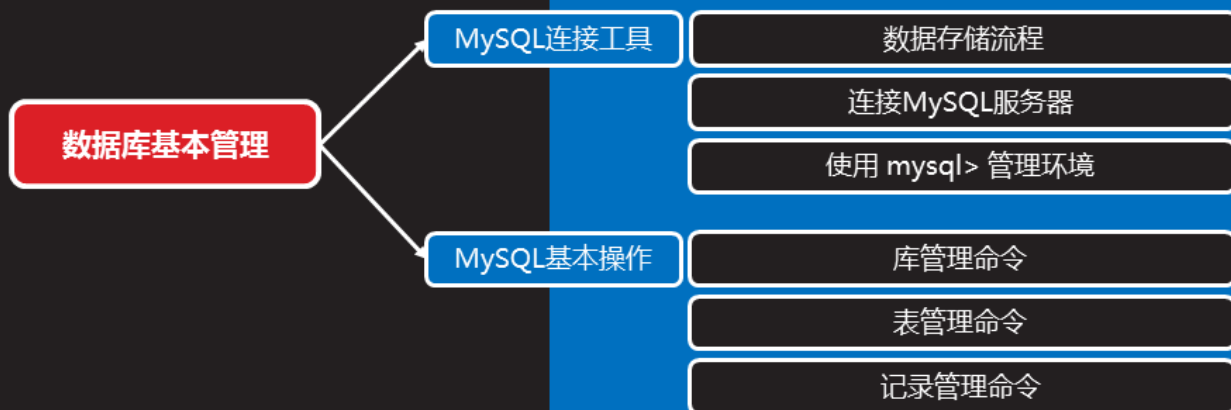 数据库基本管理
MySQL连接工具
数据存储流程
连接MySQL服务器
使用 mysql> 管理环境
MySQL基本操作
库管理命令
表管理命令
记录管理命令